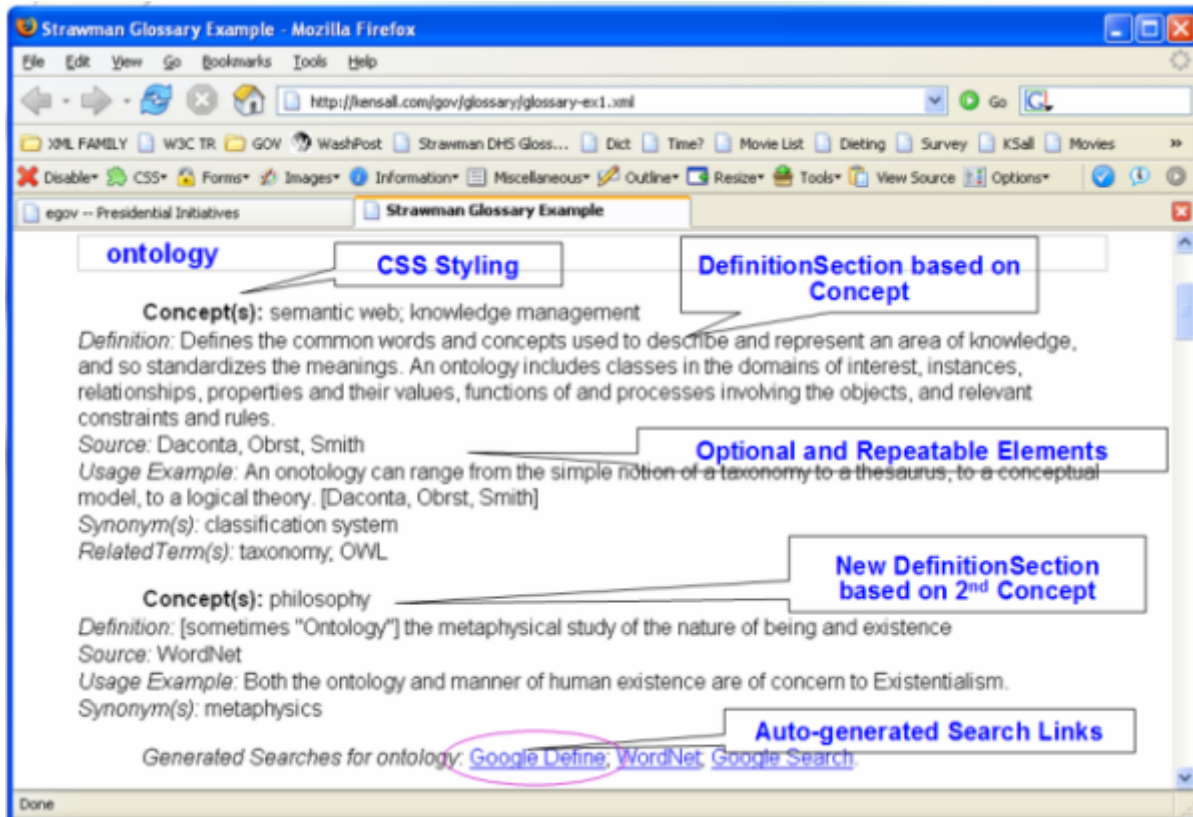 Strawman Glossary Example - Mozilla Firefox
File Edit View Go Bookmarks Tools Help
http://kensall.com/gov/glossary/glossary-ex1.xml Go
XML FAMILY W3C TR GOV WashPost Strawman DHS Gloss... Dict Time? Movie List Dieting Survey KSall Movies »
Disable CSS Forms Images Information Miscellaneous Outline Resize Tools View Source Options
egov -- Presidential Initiatives Strawman Glossary Example
ontology
CSS Styling
DefinitionSection based on
Concept
Concept(s): semantic web; knowledge management
Definition: Defines the common words and concepts used to describe and represent an area of knowledge,
and so standardizes the meanings. An ontology includes classes in the domains of interest, instances,
relationships, properties and their values, functions of and processes involving the objects, and relevant
constraints and rules.
Source: Daconta, Obrst, Smith
Optional and Repeatable Elements
Usage Example: An onotology can range from the simple notion of a taxonomy to a thesaurus, to a conceptual
model, to a logical theory. [Daconta, Obrst, Smith]
Synonym(s): classification system
RelatedTerm(s): taxonomy; OWL
New DefinitionSection
based on 2nd Concept
Concept(s): philosophy
Definition: [sometimes "Ontology"] the metaphysical study of the nature of being and existence
Source: WordNet
Usage Example: Both the ontology and manner of human existence are of concern to Existentialism.
Synonym(s): metaphysics
Auto-generated Search Links
Generated Searches for ontology: Google Define; WordNet; Google Search.
Done